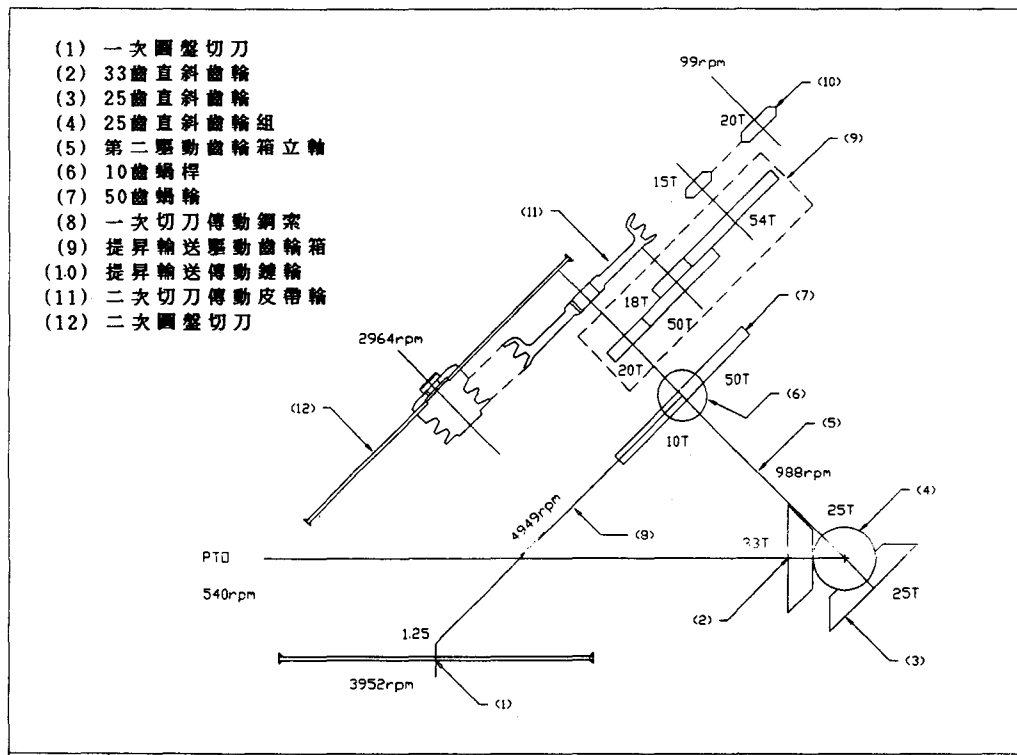 (1) 一次圓盤切刀
(2) 33齒直斜齒輪
(3) 25齒直斜齒輪
(4) 25齒直斜齒輪組
(5) 第二驅動齒輪箱立軸
(6) 10齒蝸桿
(7) 50齒蝸輪
(8) 一次切刀傳動鋼索
(9) 提昇輸送驅動齒輪箱
(10) 提昇輸送傳動鏈輪
(11) 二次切刀傳動皮帶輪
(12) 二次圓盤切刀
99rpm
(10)
20T
(9)
15T
(11)
54T
18T
(7)
50T
2964rpm
20T
50T
(6)
(12)
10T
(5)
988rpm
(4)
25T
4949rpm
(8)
33T
PTO
540rpm
25T
(2)
1.25
(3)
3952rpm
(1)